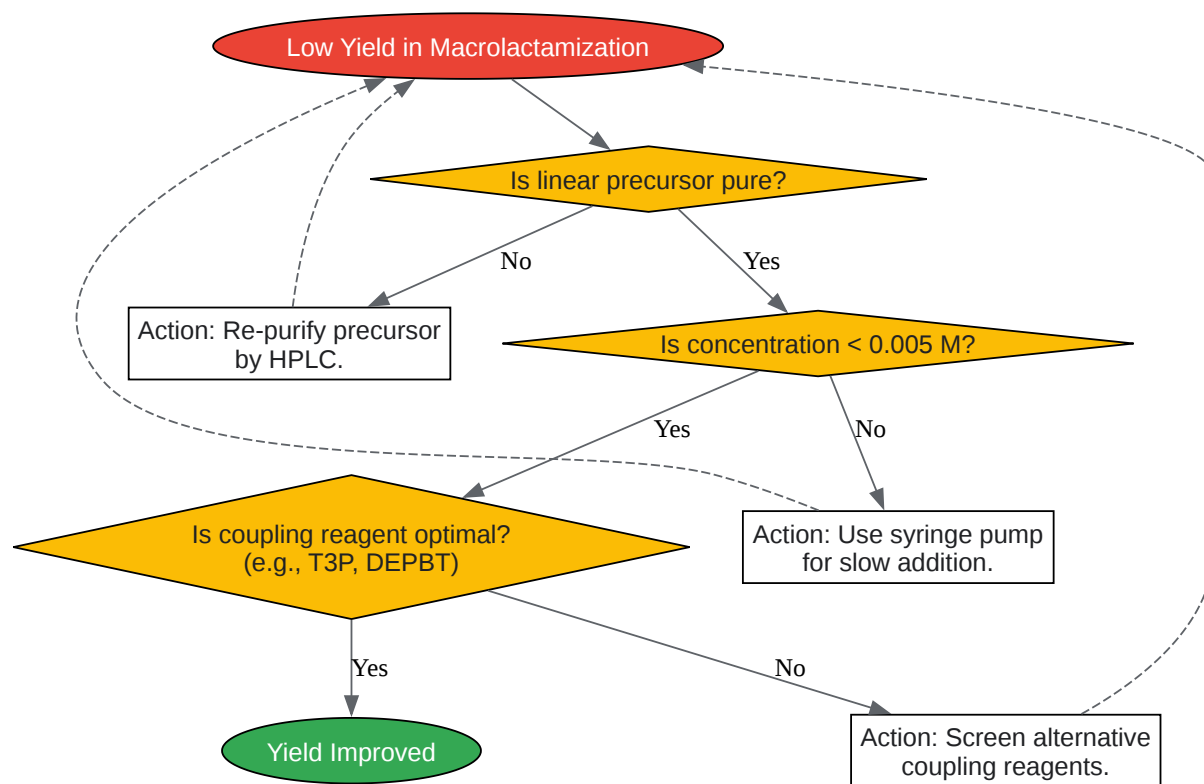 Low Yield in Macrolactamization
Is linear precursor pure?
No
Yes
Action: Re-purify precursor
by HPLC.
Is concentration < 0.005 M?
Yes
No
Is coupling reagent optimal?
(e.g., T3P, DEPBT)
Action: Use syringe pump
for slow addition.
Yes
No
Yield Improved
Action: Screen alternative
coupling reagents.